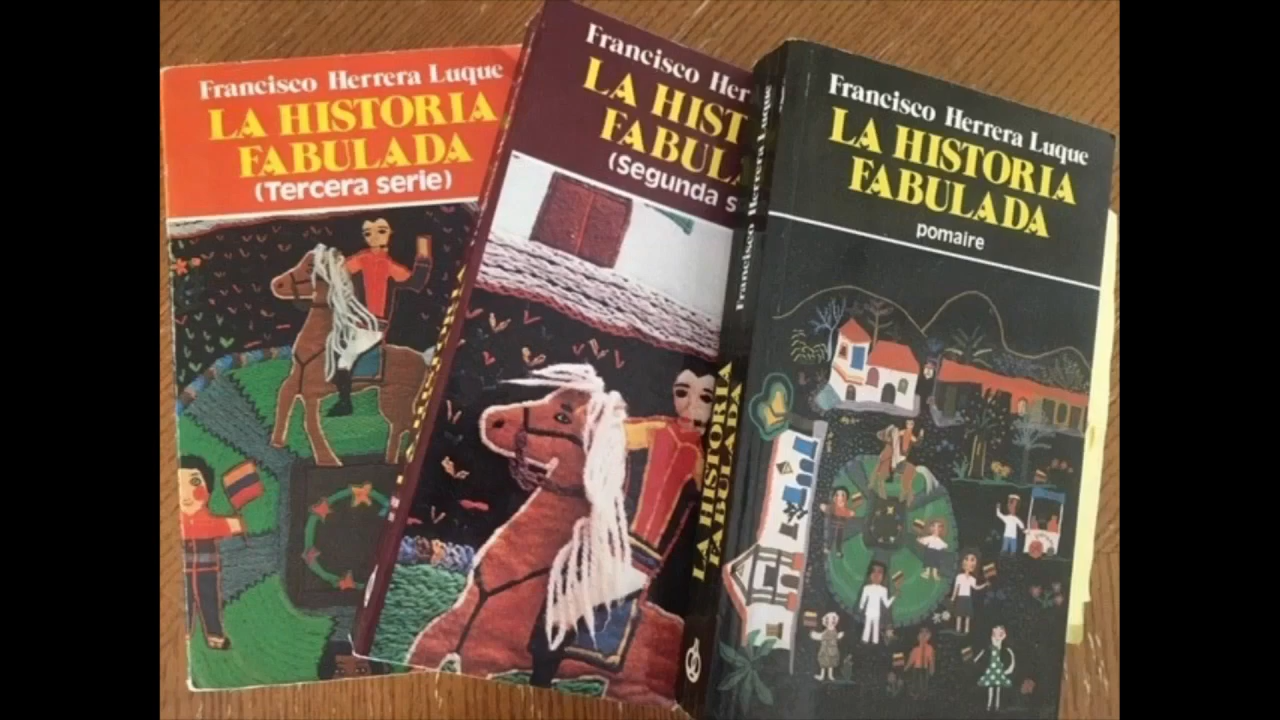 Francisco Herrera Luque
LA HISTORIA
FABULADA
(Tercera serie)
Francisco Her
LA HIST
FABUL
(Segunda s
Francisco Herrera Luque
LA HISTORIA
FABULADA
Francisco Herrera Luque
LA HISTORIA
FABULADA
pomaire